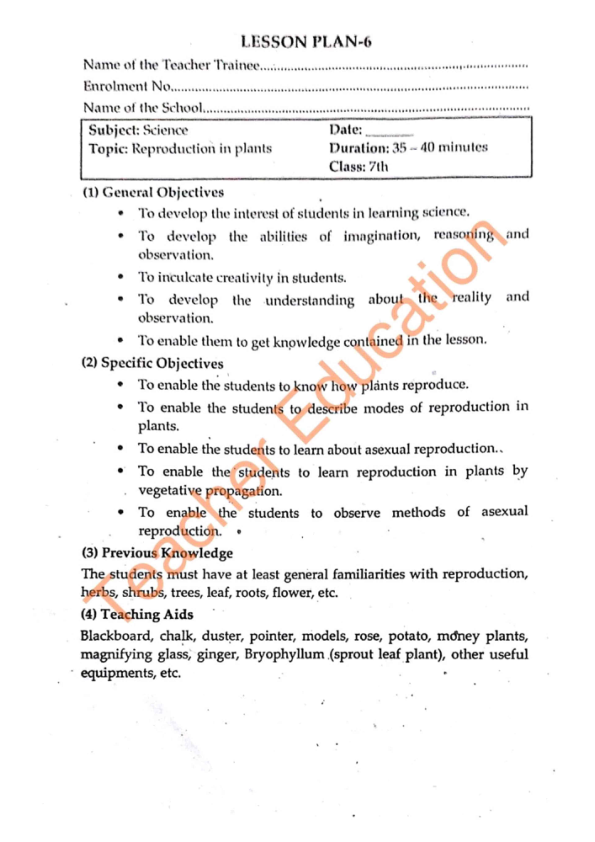 LESSON PLAN-6
Name of the Teacher Trainee......................................................................
Enrolment No...........................................................................................
Name of the School....................................................................................
Subject: Science Date: ________
Topic: Reproduction in plants Duration: 35 – 40 minutes
Class: 7th
(1) General Objectives
• To develop the interest of students in learning science.
• To develop the abilities of imagination, reasoning and
observation.
• To inculcate creativity in students.
• To develop the understanding about the reality and
observation.
• To enable them to get knowledge contained in the lesson.
(2) Specific Objectives
• To enable the students to know how plants reproduce.
• To enable the students to describe modes of reproduction in
plants.
• To enable the students to learn about asexual reproduction..
• To enable the students to learn reproduction in plants by
vegetative propagation.
• To enable the students to observe methods of asexual
reproduction.
(3) Previous Knowledge
The students must have at least general familiarities with reproduction,
herbs, shrubs, trees, leaf, roots, flower, etc.
(4) Teaching Aids
Blackboard, chalk, duster, pointer, models, rose, potato, money plants,
magnifying glass, ginger, Bryophyllum (sprout leaf plant), other useful
equipments, etc.
Teacher Education